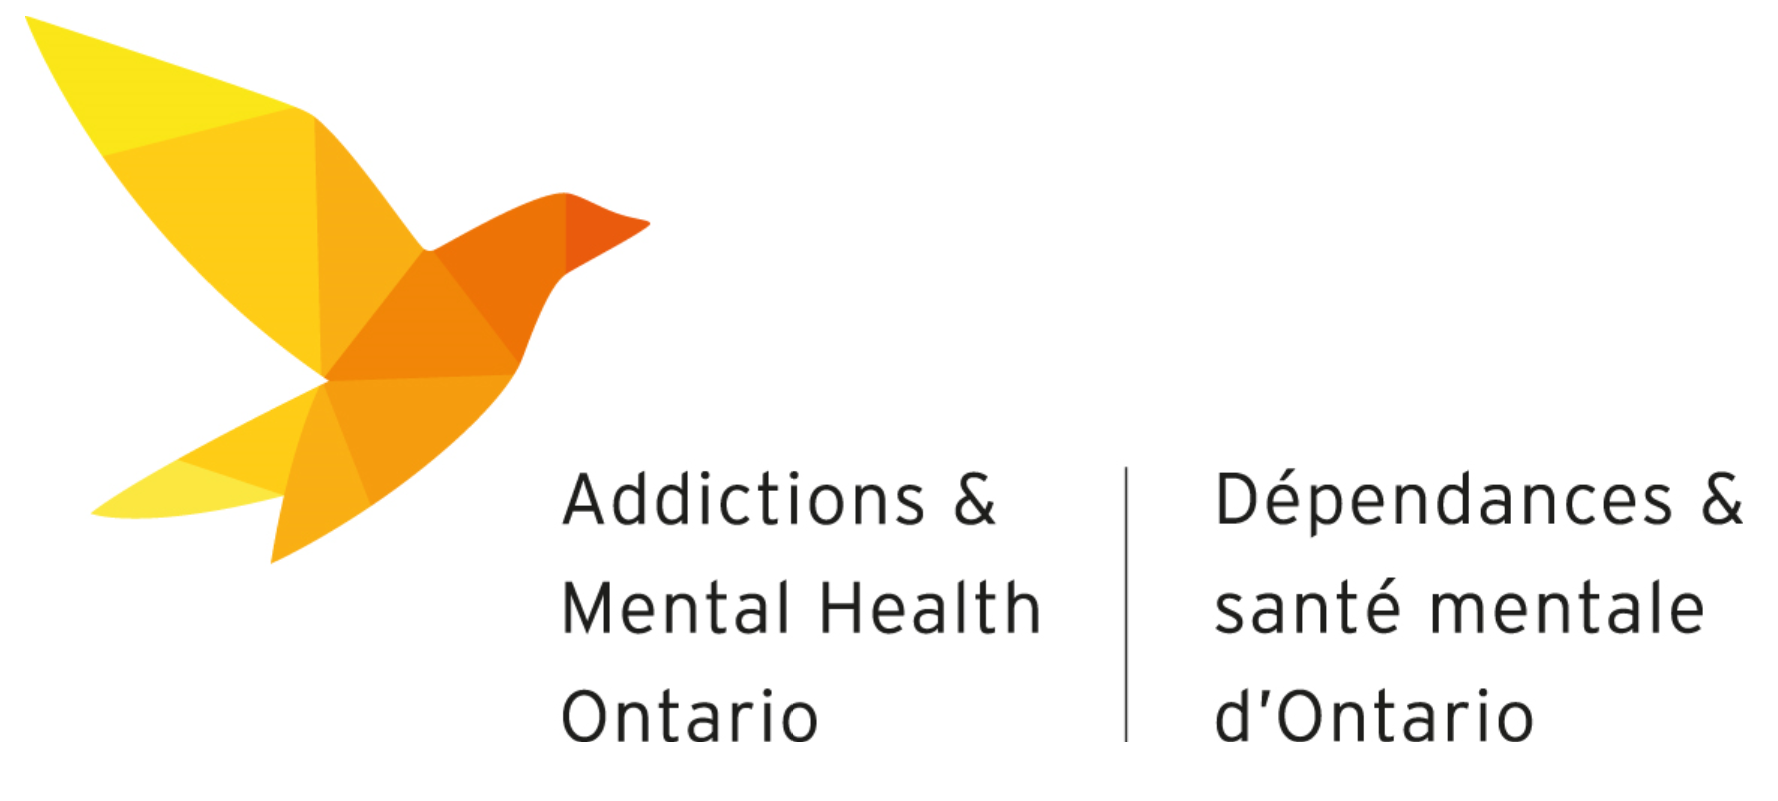 Addictions &
Mental Health
Ontario
Dépendances &
santé mentale
d’Ontario